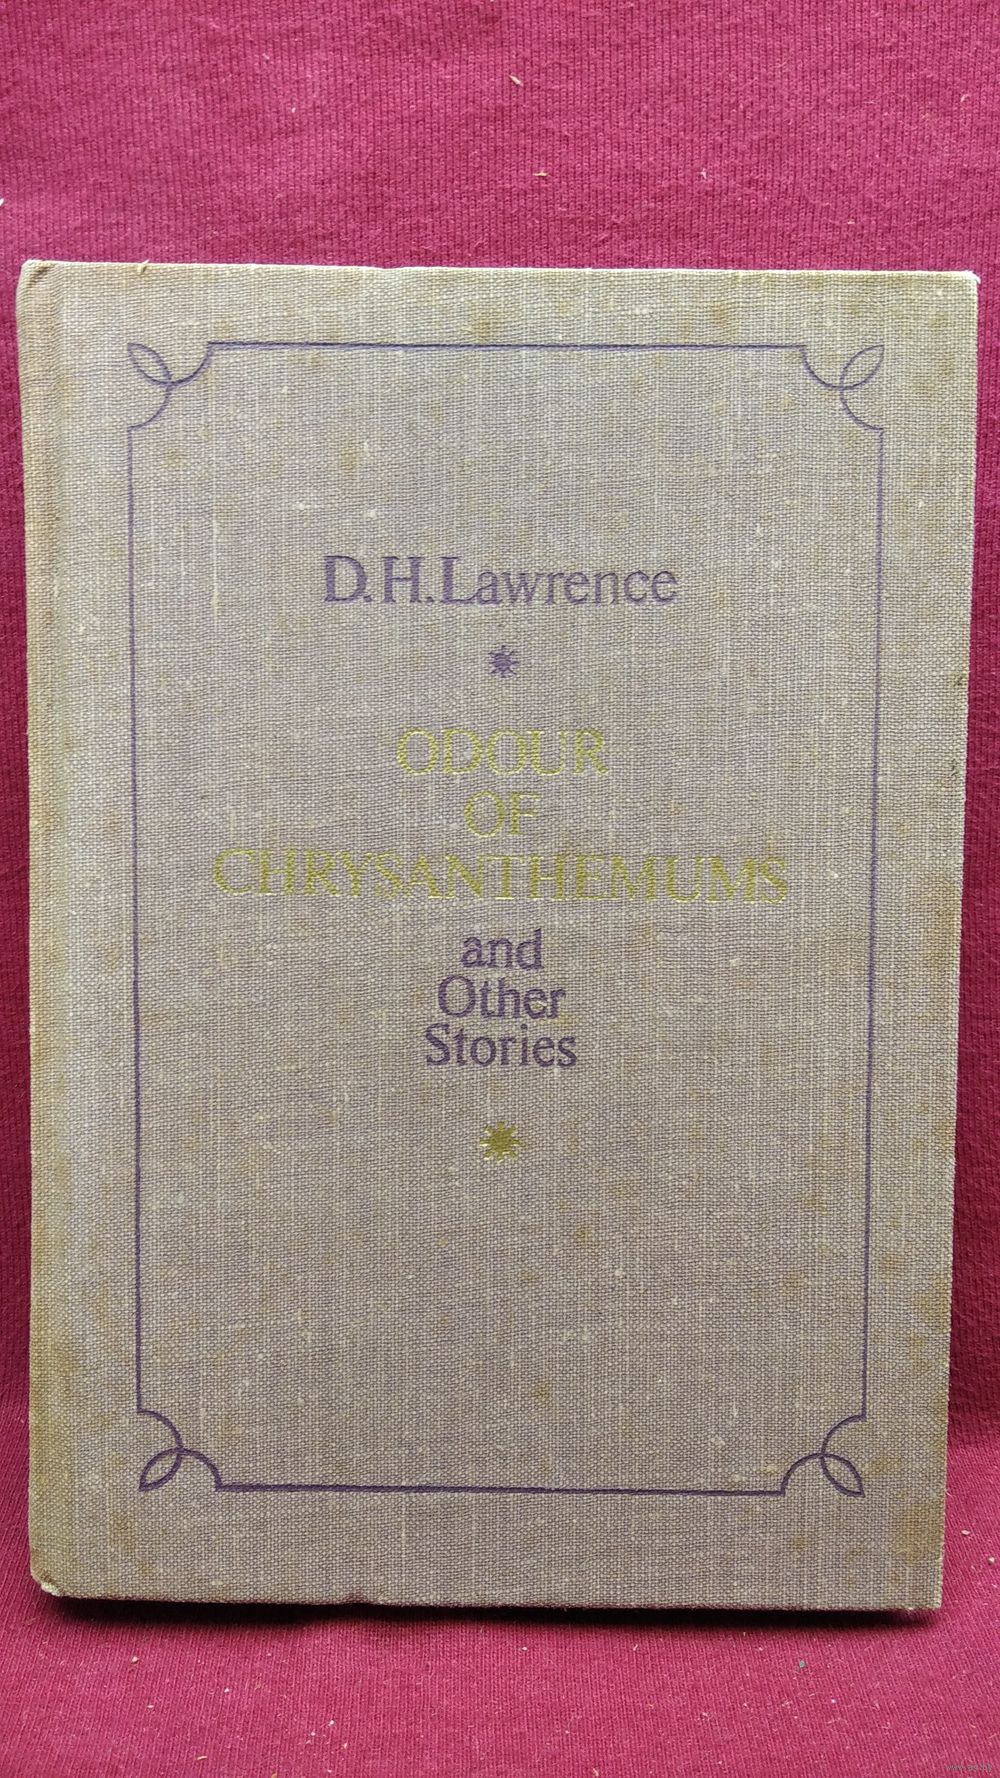 D.H.Lawrence
ODOUR
OF
CHRYSANTHEMUMS
and
Other
Stories